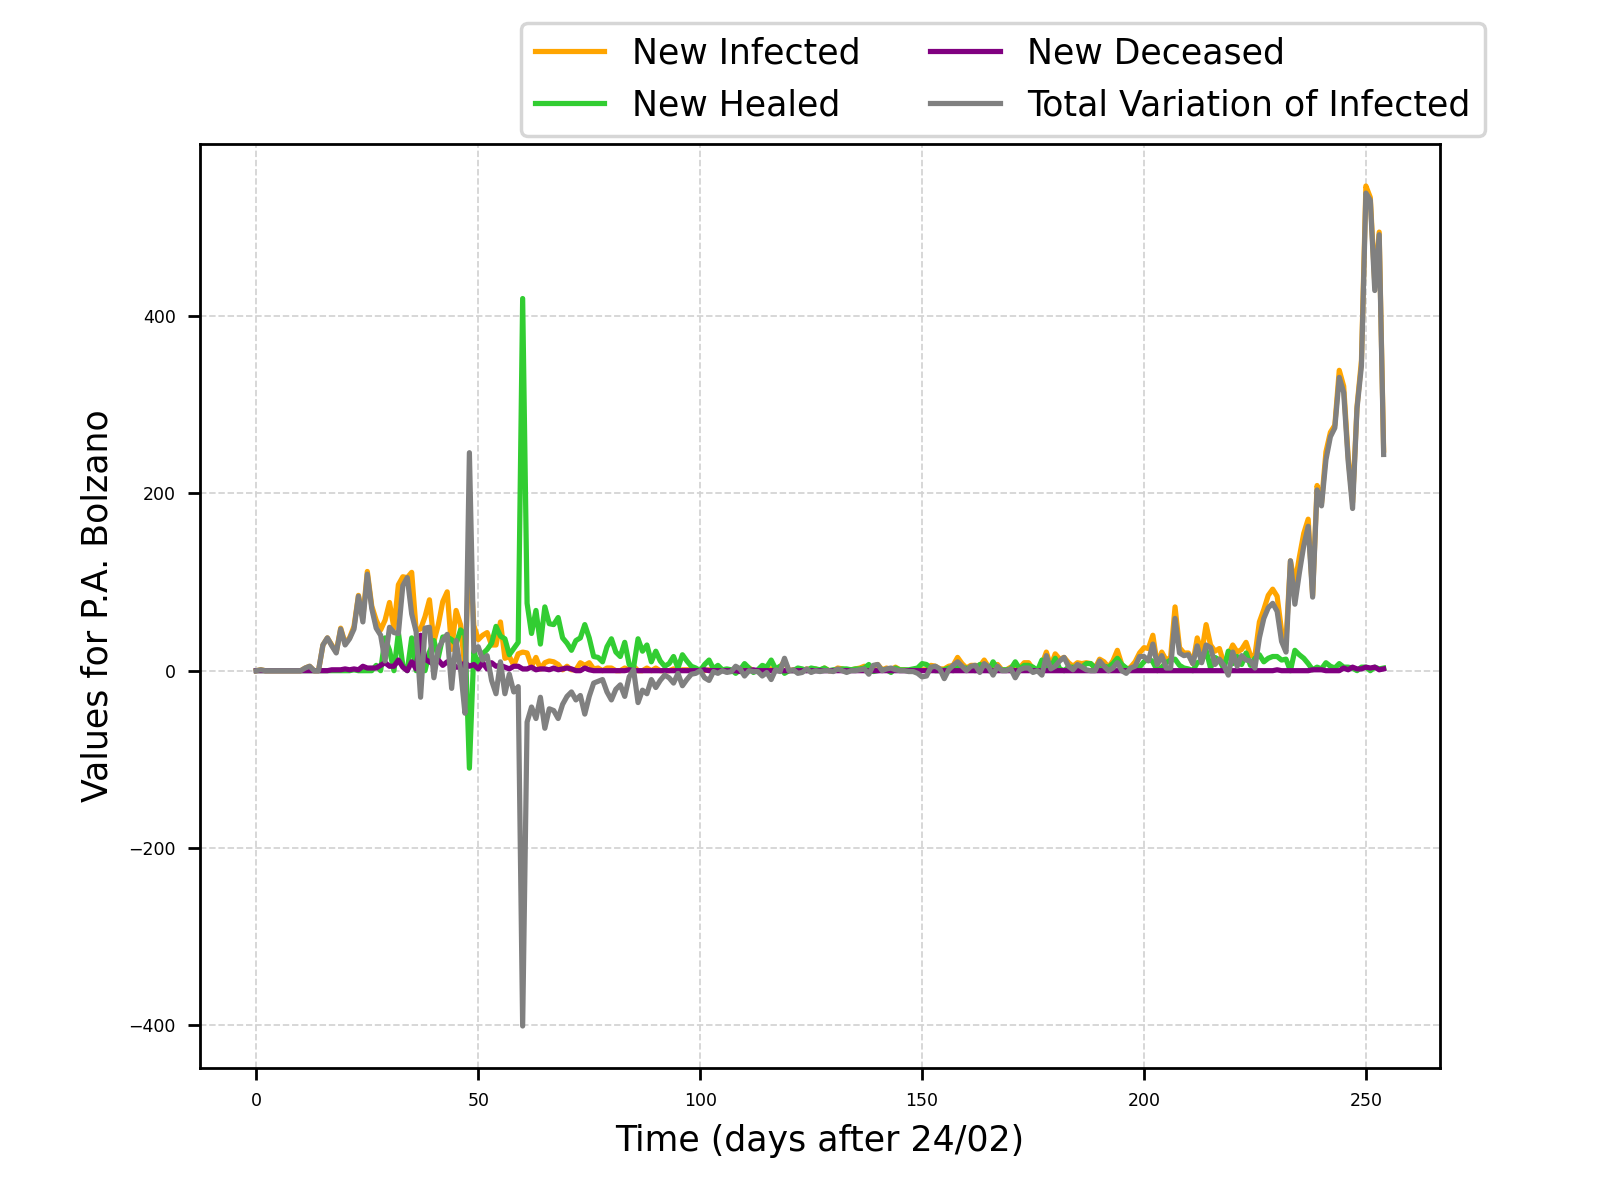 New Infected
New Healed
New Deceased
Total Variation of Infected
Values for P.A. Bolzano
400
200
0
−200
−400
0 50 100 150 200 250
Time (days after 24/02)